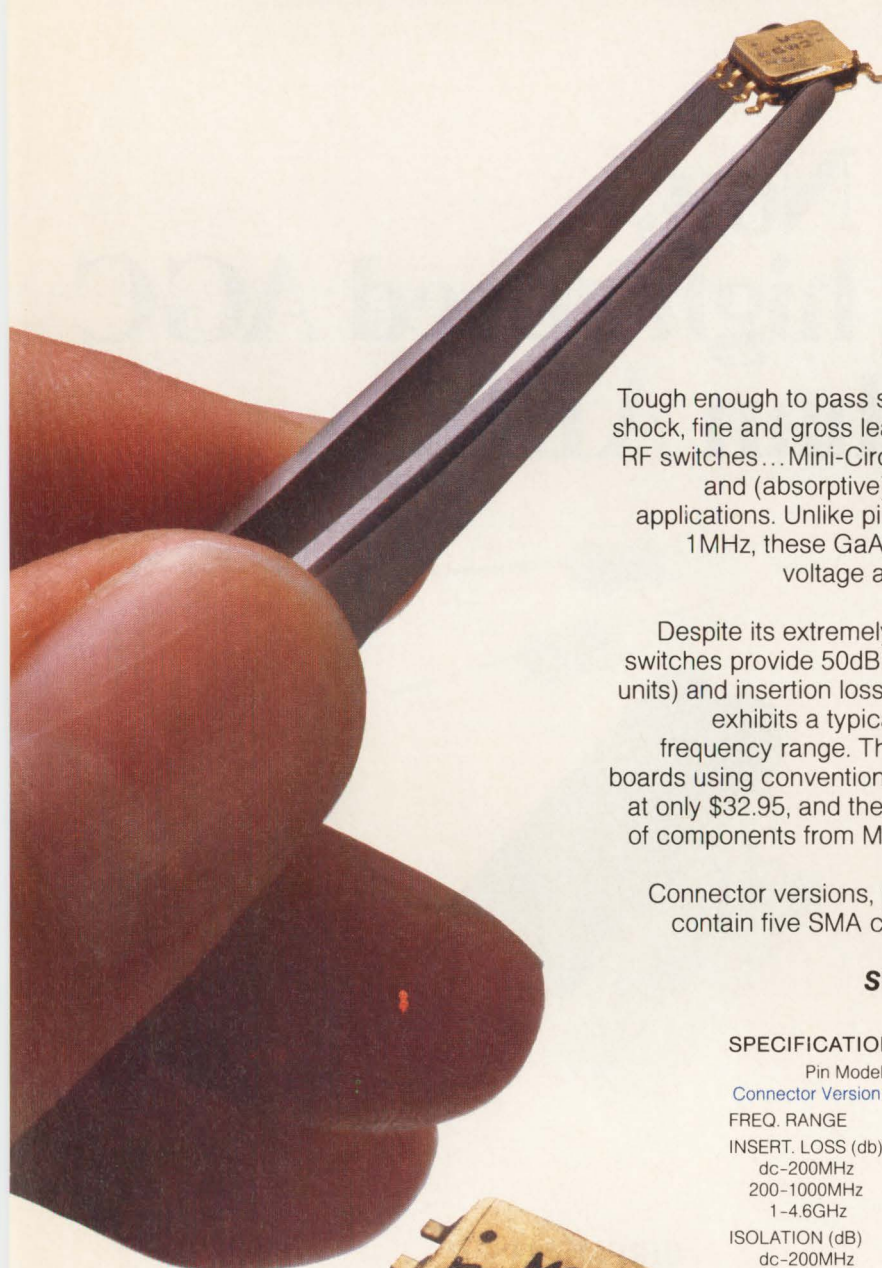 Tough enough to pass s
shock, fine and gross lea
RF switches...Mini-Circ
and (absorptive
applications. Unlike pi
1MHz, these GaA
voltage a
Despite its extremely
switches provide 50dB
units) and insertion loss
exhibits a typica
frequency range. Th
boards using convention
at only $32.95, and the
of components from M
Connector versions,
contain five SMA c
S
SPECIFICATION
Pin Model
Connector Version
FREQ. RANGE
INSERT. LOSS (db)
dc-200MHz
200-1000MHz
1-4.6GHz
ISOLATION (dB)
dc-200MHz